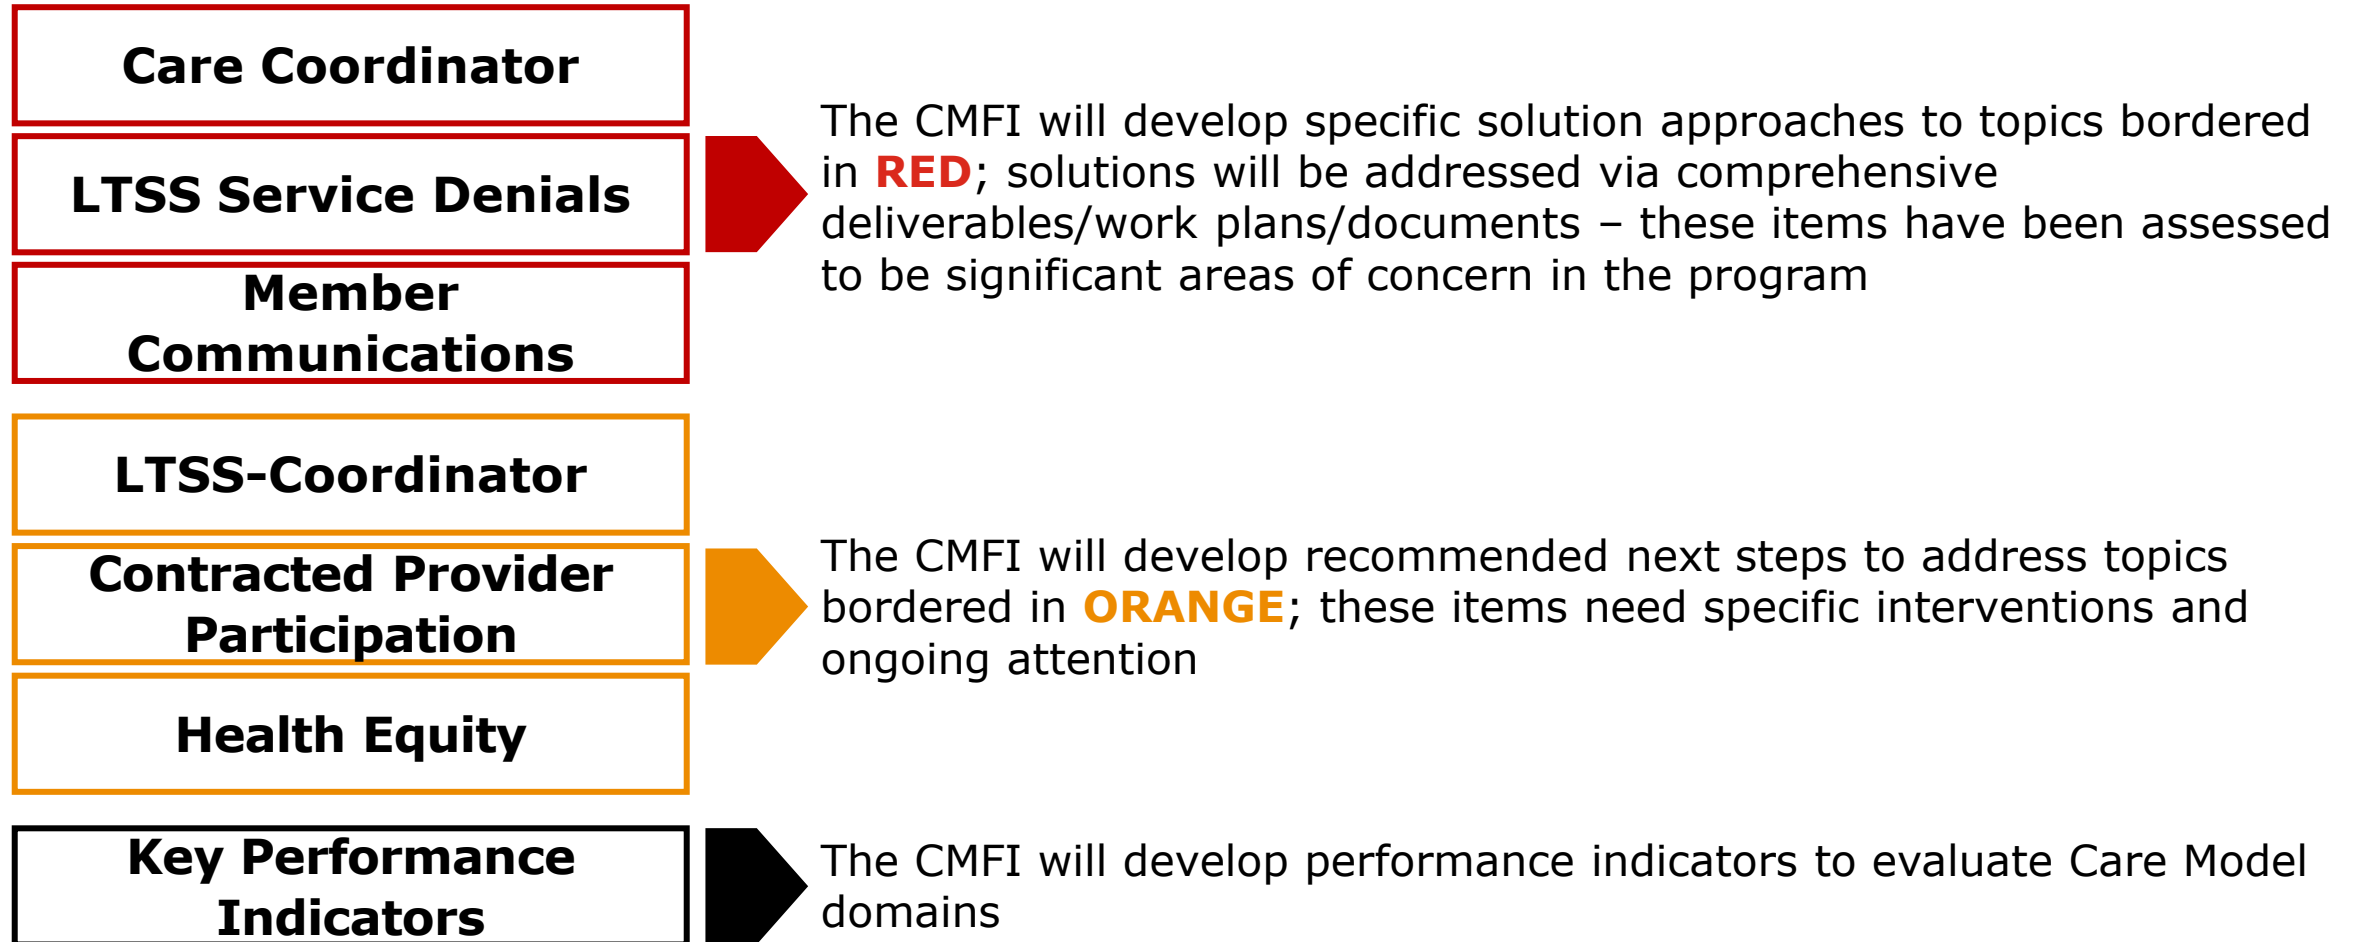 Care Coordinator
LTSS Service Denials
Member
Communications
The CMFI will develop specific solution approaches to topics bordered
in RED; solutions will be addressed via comprehensive
deliverables/work plans/documents – these items have been assessed
to be significant areas of concern in the program
LTSS-Coordinator
Contracted Provider
Participation
Health Equity
The CMFI will develop recommended next steps to address topics
bordered in ORANGE; these items need specific interventions and
ongoing attention
Key Performance
Indicators
The CMFI will develop performance indicators to evaluate Care Model
domains